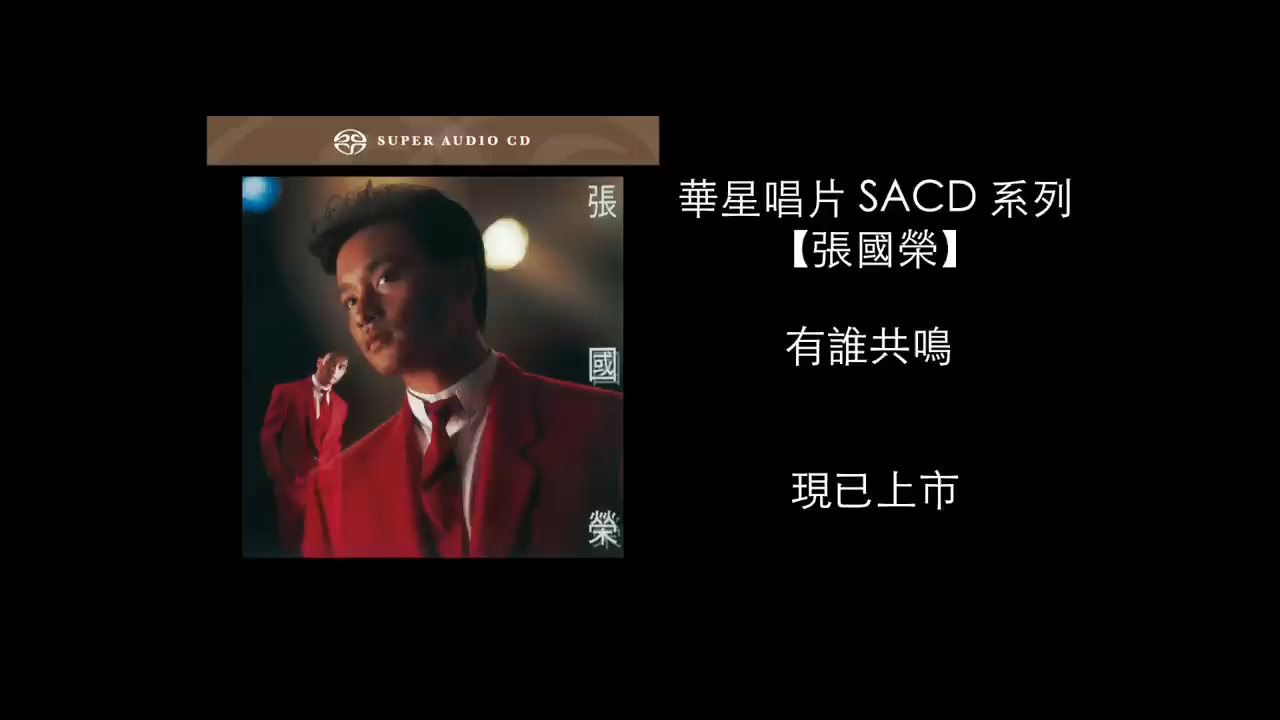 SUPER AUDIO CD
張
國
榮
華星唱片 SACD 系列
【張國榮】
有誰共鳴
現已上市